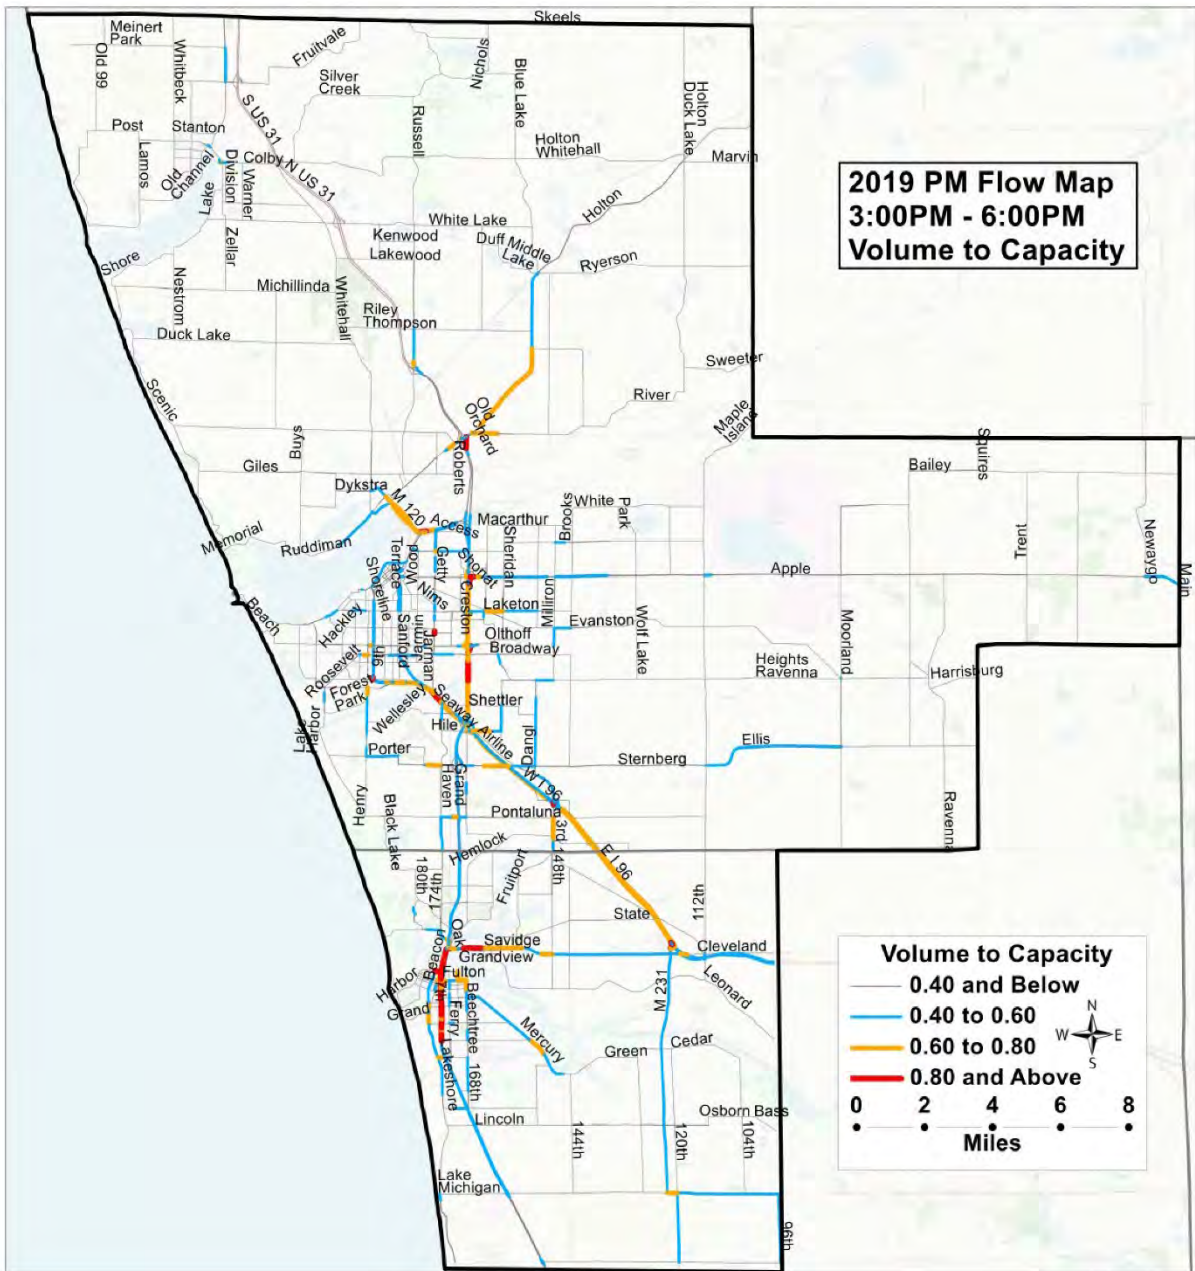 Skeels
Meinert
Park
Old 99
Whitbeck
Fruitvale
Silver
Creek
Nichols
Blue Lake
Holton
Duck Lake
Russell
Post
Stanton
S US 31
Holton
Whitehall
Marvin
Lamos
Old
Channel
Colby
N US 31
Division
Warner
Lake
White Lake
Holton
Kenwood
Lakewood
Duff
Middle
Lake
Ryerson
Zellar
Shore
Nestrom
Michillinda
Whitehall
Riley
Thompson
Duck Lake
2019 PM Flow Map
3:00PM - 6:00PM
Volume to Capacity
Sweeter
River
Scenic
Maple
Island
Old
Orchard
Roberts
Buys
Giles
Squires
Bailey
Dykstra
M 120
Access
Macarthur
White
Park
Brooks
Sheridan
Memorial
Ruddiman
Terrace
Wood
Getty
Shonat
Trent
Newaygo
Main
Apple
Shoreline
Beach
Hackley
Nims
Creston
Laketon
Hamilton
Evanston
Wolf Lake
Moorland
Sanford
Jarman
Olthoff
Broadway
Roosevelt
9th
Heights
Ravenna
Harrisburg
Forest
Park
Wellesley
Seaway
Airline
Shettler
Lake
Harbor
Hile
Dangl
Ellis
Porter
Sternberg
W I 96
Grand
Haven
Henry
Black Lake
Pontaluna
3rd
Ravenna
Hemlock
148th
E I 96
180th
174th
Fruitport
112th
State
Oak
Savidge
Grandview
Cleveland
Beacon
Harbor
Fulton
7th
M 231
Leonard
Grand
Ferry
Beechtree
Mercury
Green
Cedar
Lakeshore
168th
Lincoln
Osborn
Bass
144th
120th
104th
Lake
Michigan
96th
Volume to Capacity
0.40 and Below
0.40 to 0.60
0.60 to 0.80
0.80 and Above
N
W
E
S
0 2 4 6 8
Miles